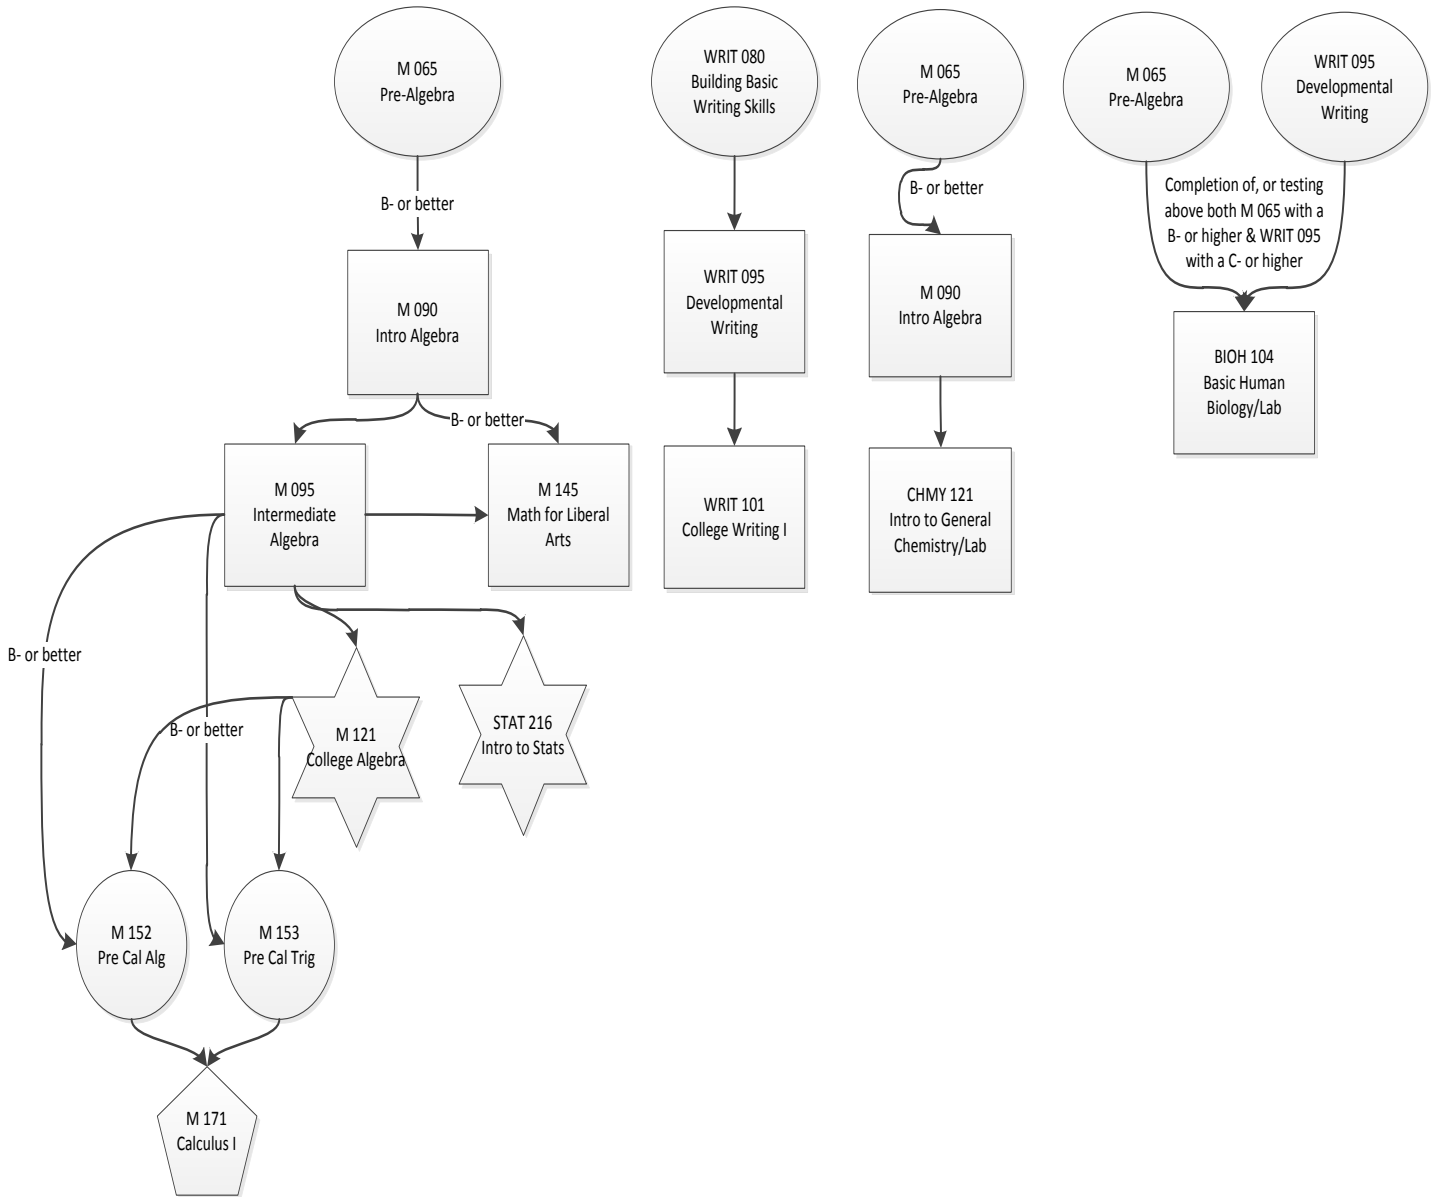 M 065
Pre-Algebra
B- or better
M 090
Intro Algebra
B- or better
M 095
Intermediate
Algebra
M 145
Math for Liberal
Arts
B- or better
B- or better
M 121
College Algebra
STAT 216
Intro to Stats
M 152
Pre Cal Alg
M 153
Pre Cal Trig
M 171
Calculus I
WRIT 080
Building Basic
Writing Skills
WRIT 095
Developmental
Writing
WRIT 101
College Writing I
M 065
Pre-Algebra
B- or better
M 090
Intro Algebra
CHMY 121
Intro to General
Chemistry/Lab
M 065
Pre-Algebra
WRIT 095
Developmental
Writing
Completion of, or testing
above both M 065 with a
B- or higher & WRIT 095
with a C- or higher
BIOH 104
Basic Human
Biology/Lab